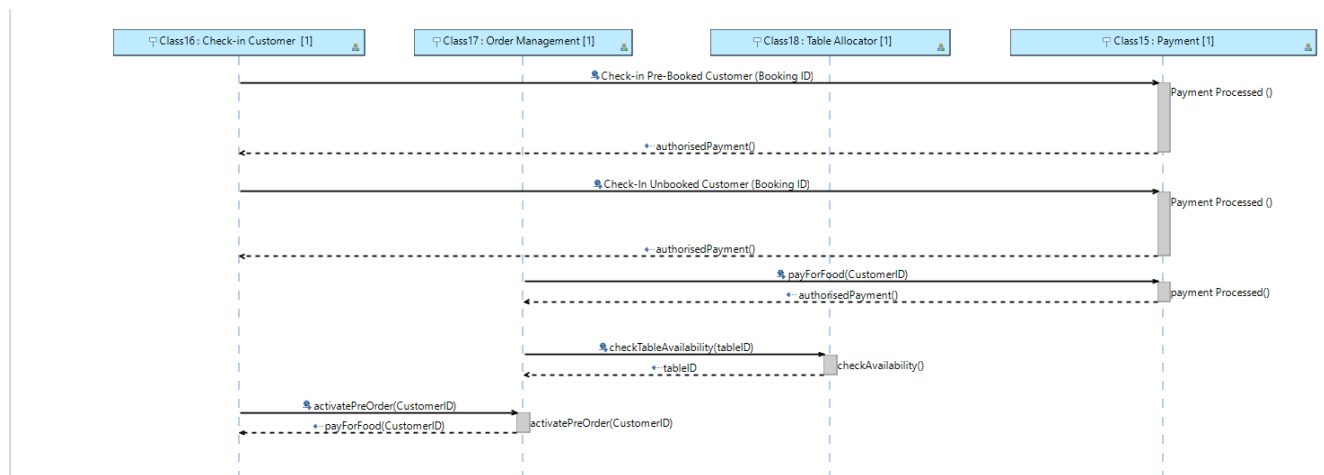 Class16 : Check-in Customer [1]
Class17 : Order Management [1]
Class18 : Table Allocator [1]
Class15 : Payment [1]
Check-in Pre-Booked Customer (Booking ID)
Payment Processed ()
authorisedPayment()
Check-In Unbooked Customer (Booking ID)
Payment Processed ()
authorisedPayment()
payForFood(CustomerID)
authorisedPayment()
payment Processed()
checkTableAvailability(tableID)
tableID
checkAvailability()
activatePreOrder(CustomerID)
payForFood(CustomerID)
activatePreOrder(CustomerID)